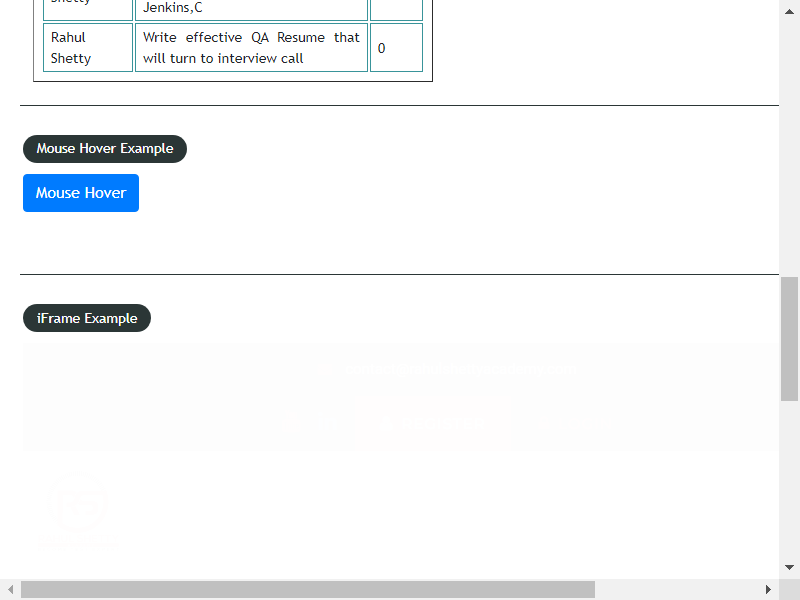 Jenkins,C
Rahul Shetty
Write effective QA Resume that will turn to interview call
0
Mouse Hover Example
Mouse Hover
iFrame Example